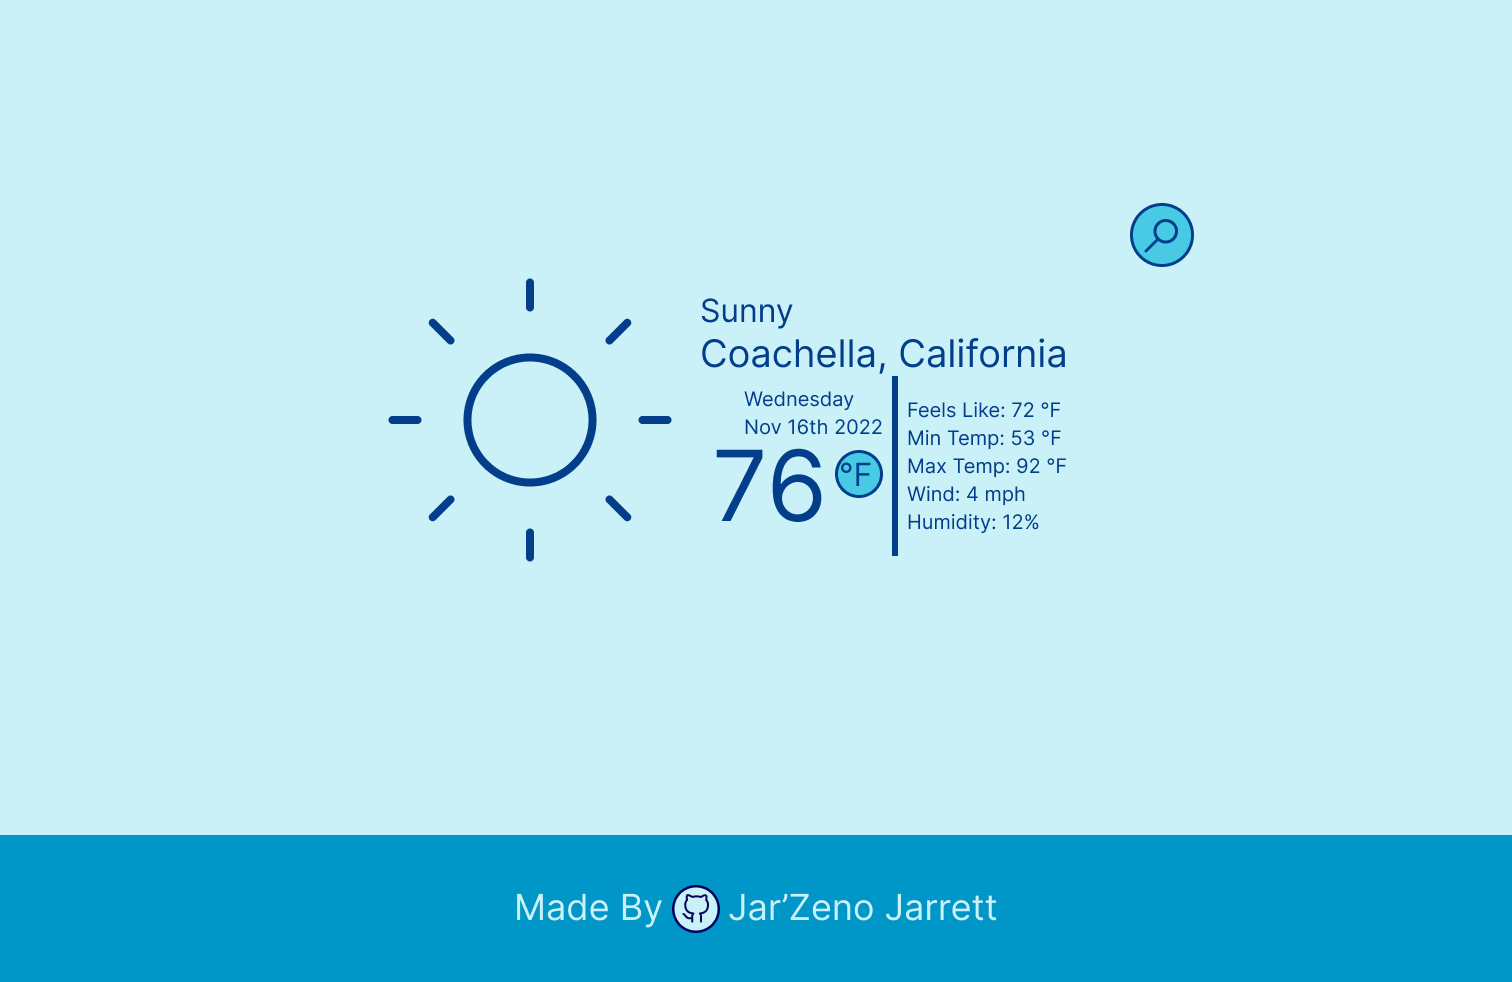 Sunny
Coachella, California
Wednesday
Nov 16th 2022
76 °F
Feels Like: 72 °F
Min Temp: 53 °F
Max Temp: 92 °F
Wind: 4 mph
Humidity: 12%
Made By Jar’Zeno Jarrett